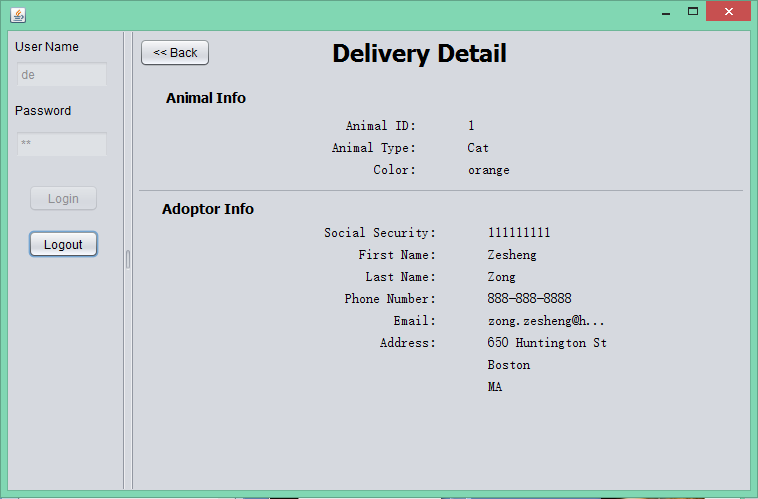 User Name
de
Password
**
Login
Logout
<< Back
Delivery Detail
Animal Info
Animal ID: 1
Animal Type: Cat
Color: orange
Adoptor Info
Social Security: 111111111
First Name: Zesheng
Last Name: Zong
Phone Number: 888-888-8888
Email: zong.zesheng@h...
Address: 650 Huntington St
Boston
MA